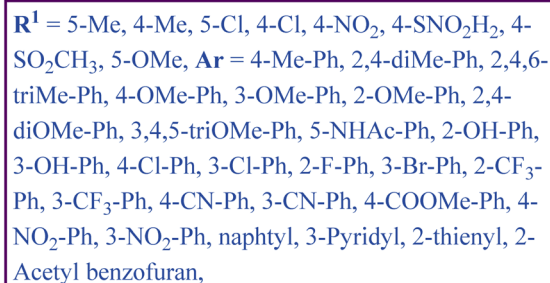 R¹ = 5-Me, 4-Me, 5-Cl, 4-Cl, 4-NO₂, 4-SNO₂H₂, 4-
SO₂CH₃, 5-OMe, Ar = 4-Me-Ph, 2,4-diMe-Ph, 2,4,6-
triMe-Ph, 4-OMe-Ph, 3-OMe-Ph, 2-OMe-Ph, 2,4-
diOMe-Ph, 3,4,5-triOMe-Ph, 5-NHAc-Ph, 2-OH-Ph,
3-OH-Ph, 4-Cl-Ph, 3-Cl-Ph, 2-F-Ph, 3-Br-Ph, 2-CF₃-
Ph, 3-CF₃-Ph, 4-CN-Ph, 3-CN-Ph, 4-COOMe-Ph, 4-
NO₂-Ph, 3-NO₂-Ph, naphtyl, 3-Pyridyl, 2-thienyl, 2-
Acetyl benzofuran,